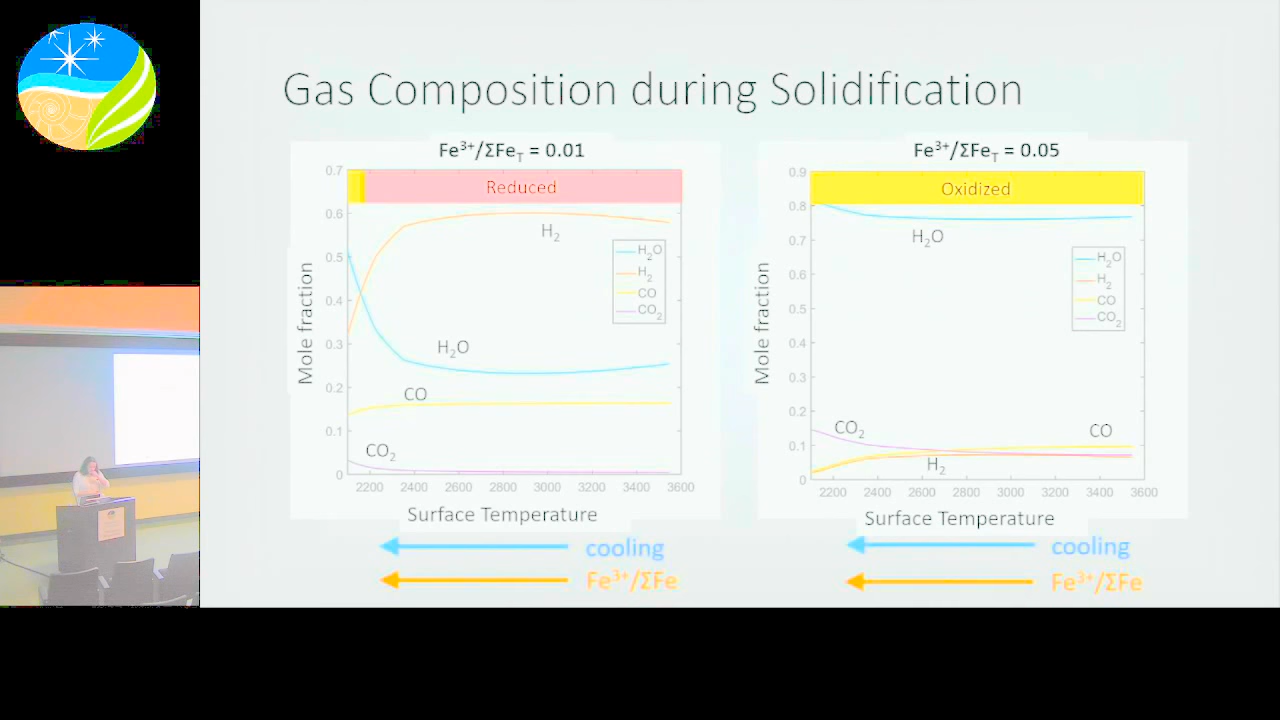 Gas Composition during Solidification
Fe³⁺/ΣFe_T = 0.01
0.7
0.6
0.5
0.4
0.3
0.2
0.1
0
Mole fraction
Reduced
H₂
H₂O
H₂
CO
CO₂
H₂O
CO
CO₂
2200 2400 2600 2800 3000 3200 3400 3600
Surface Temperature
cooling
Fe³⁺/ΣFe
Fe³⁺/ΣFe_T = 0.05
0.9
0.8
0.7
0.6
0.5
0.4
0.3
0.2
0.1
0
Mole fraction
Oxidized
H₂O
H₂O
H₂
CO
CO₂
CO₂
CO
H₂
2200 2400 2600 2800 3000 3200 3400 3600
Surface Temperature
cooling
Fe³⁺/ΣFe